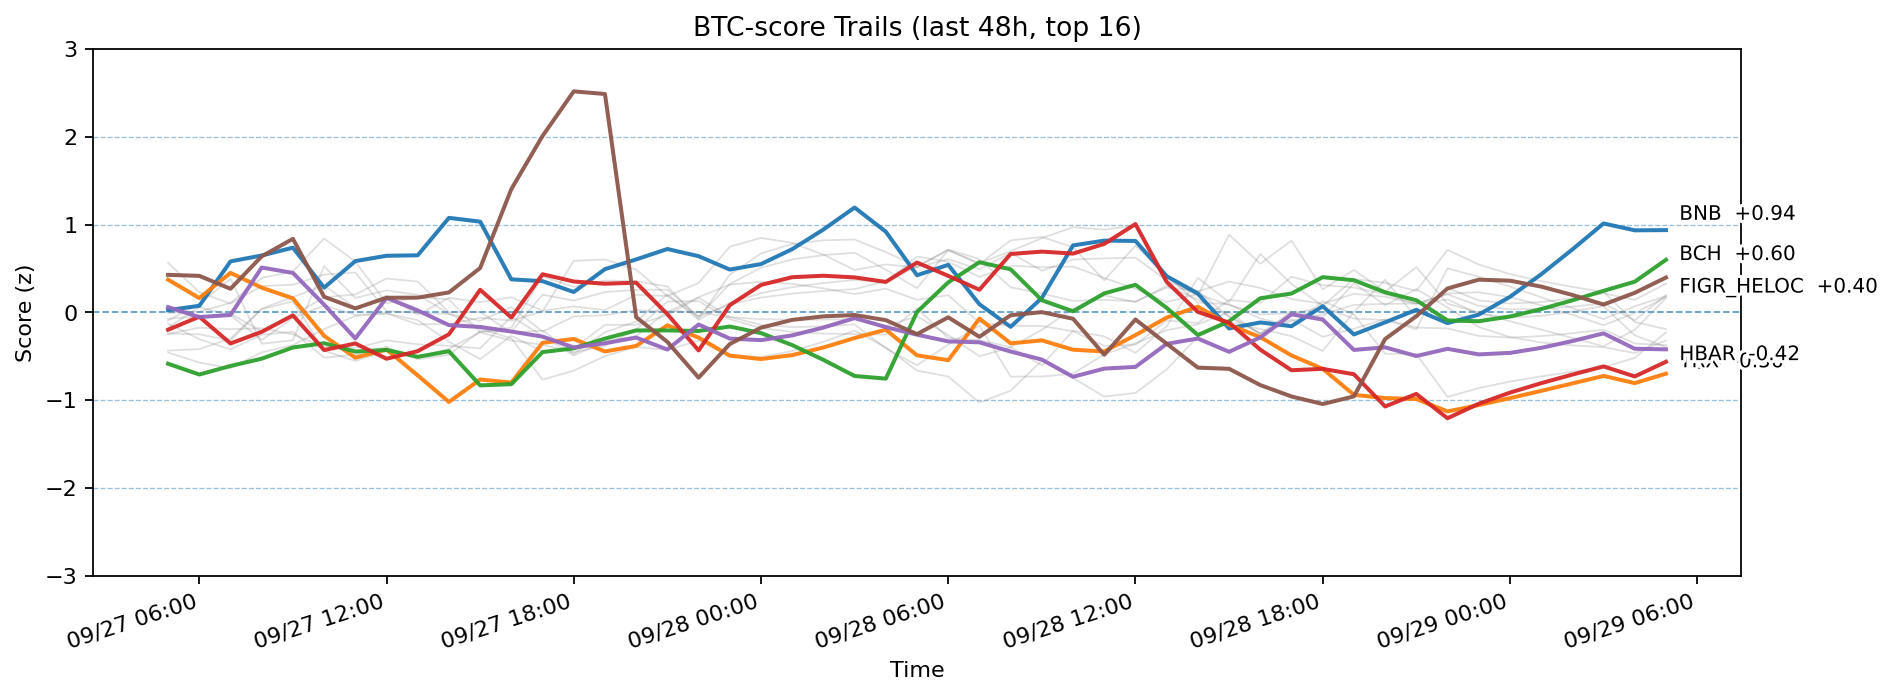 BTC-score Trails (last 48h, top 16)
Score (z)
3
2
1
0
−1
−2
−3
BNB +0.94
BCH +0.60
FIGR_HELOC +0.40
HBAR -0.42
09/27 06:00
09/27 12:00
09/27 18:00
09/28 00:00
09/28 06:00
09/28 12:00
09/28 18:00
09/29 00:00
09/29 06:00
Time